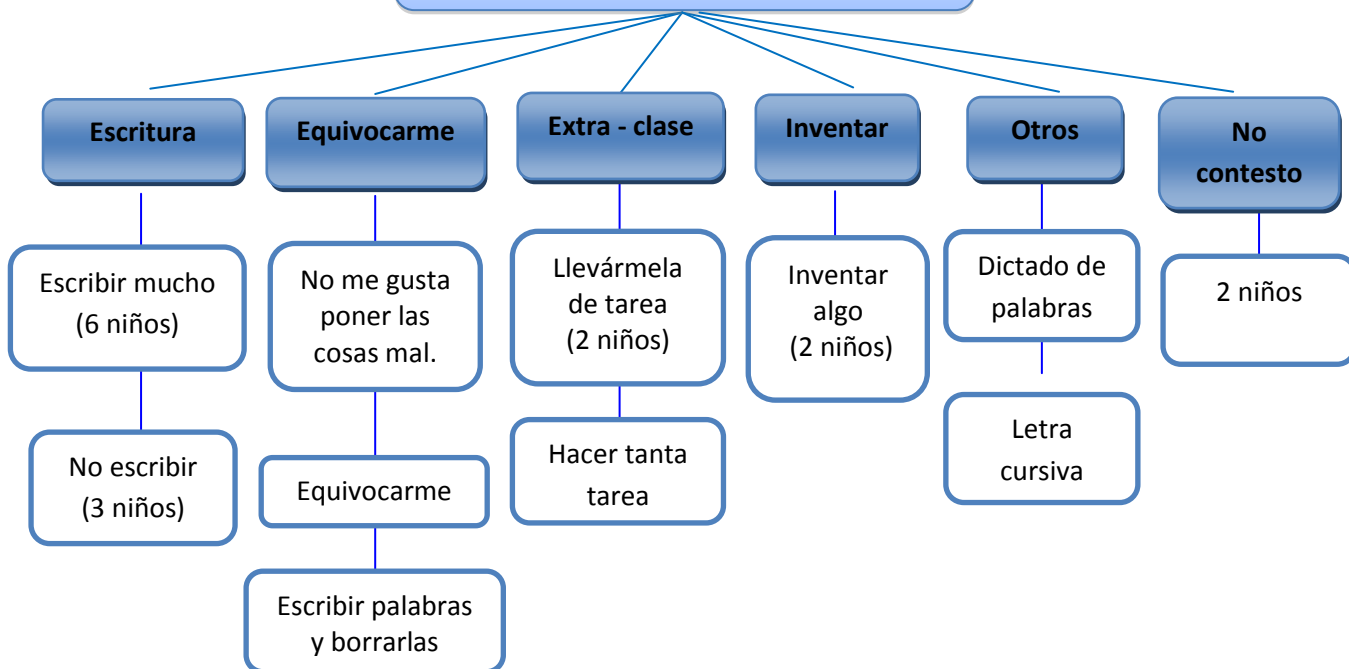 Escritura
Equivocarme
Extra - clase
Inventar
Otros
No
contesto
Escribir mucho
(6 niños)
No escribir
(3 niños)
No me gusta
poner las
cosas mal.
Equivocarme
Escribir palabras
y borrarlas
Llevármela
de tarea
(2 niños)
Hacer tanta
tarea
Inventar
algo
(2 niños)
Dictado de
palabras
Letra
cursiva
2 niños